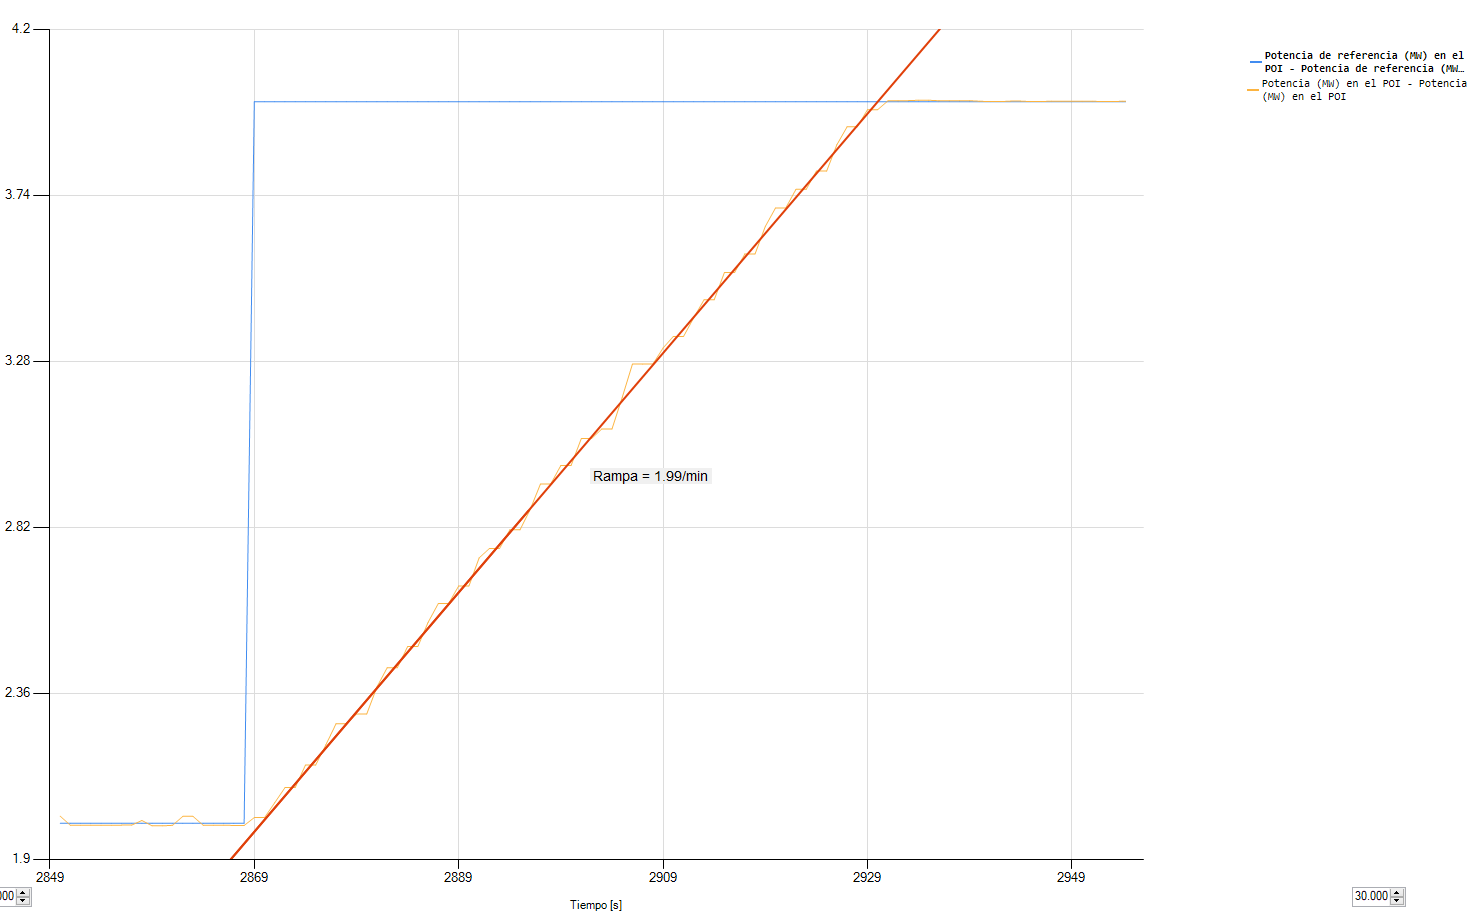 4.2
Potencia de referencia (MW) en el
POI - Potencia de referencia (MW…
Potencia (MW) en el POI - Potencia
(MW) en el POI
3.74
3.28
Rampa = 1.99/min
2.82
2.36
1.9
2849 2869 2889 2909 2929 2949
000 30.000
Tiempo [s]